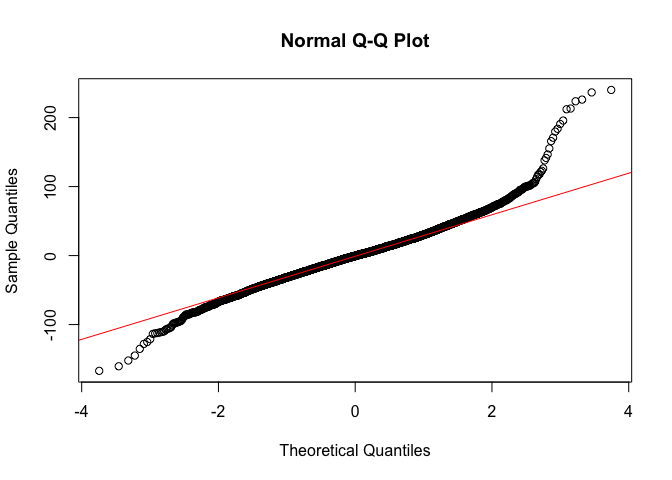 Normal Q-Q Plot
Sample Quantiles
200
100
0
-100
-4 -2 0 2 4
Theoretical Quantiles